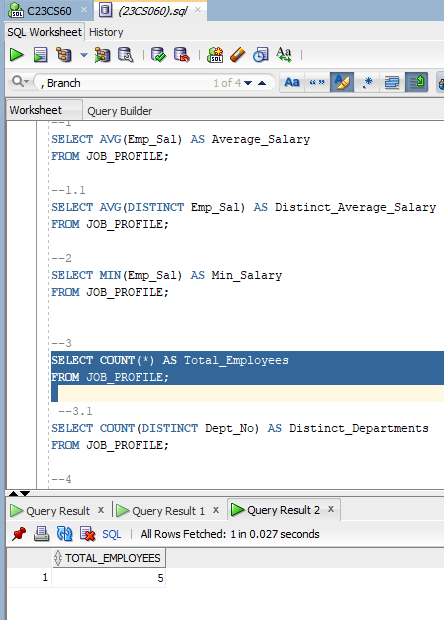 C23CS60 × (23CS060).sql ×
SQL Worksheet History
, Branch 1 of 4 Aa “” .*
Worksheet Query Builder
--1
SELECT AVG(Emp_Sal) AS Average_Salary
FROM JOB_PROFILE;
--1.1
SELECT AVG(DISTINCT Emp_Sal) AS Distinct_Average_Salary
FROM JOB_PROFILE;
--2
SELECT MIN(Emp_Sal) AS Min_Salary
FROM JOB_PROFILE;
--3
SELECT COUNT(*) AS Total_Employees
FROM JOB_PROFILE;
--3.1
SELECT COUNT(DISTINCT Dept_No) AS Distinct_Departments
FROM JOB_PROFILE;
--4
Query Result × Query Result 1 × Query Result 2 ×
SQL | All Rows Fetched: 1 in 0.027 seconds
TOTAL_EMPLOYEES
1 5